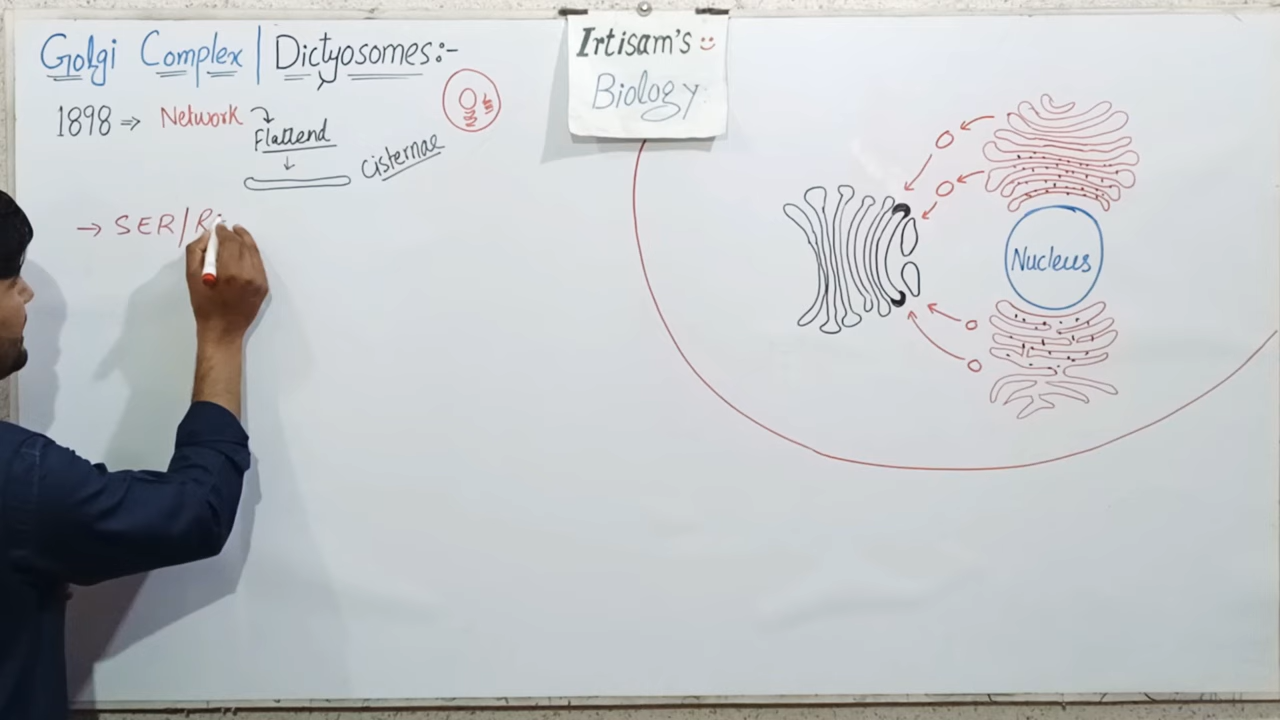 Golgi Complex | Dictyosomes:-
1898 ⇒ Network
Flattend
↓
Cisternae
→ SER/R
Irtisam's
Biology
Nucleus